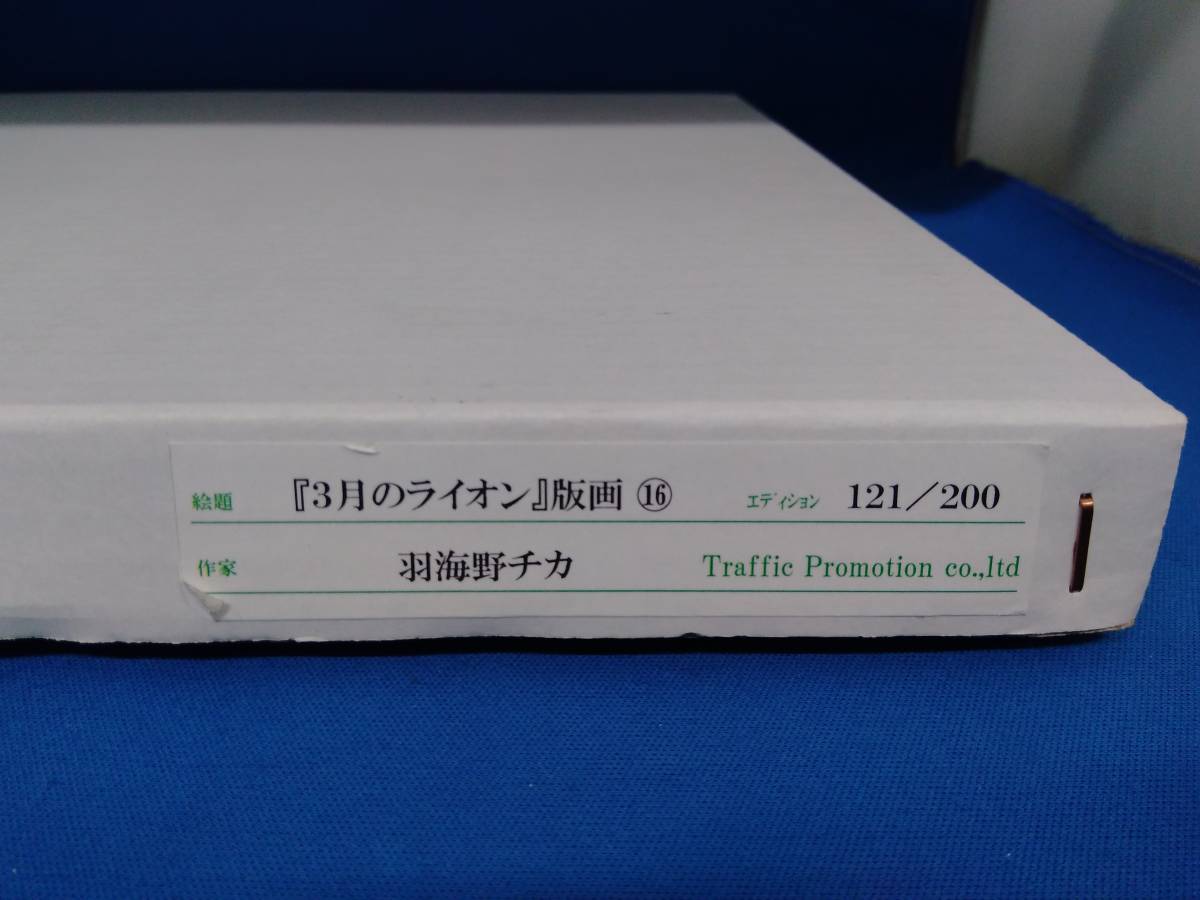 絵題 『3月のライオン』版画 ⑯ エディション 121/200
作家 羽海野チカ Traffic Promotion co.,ltd